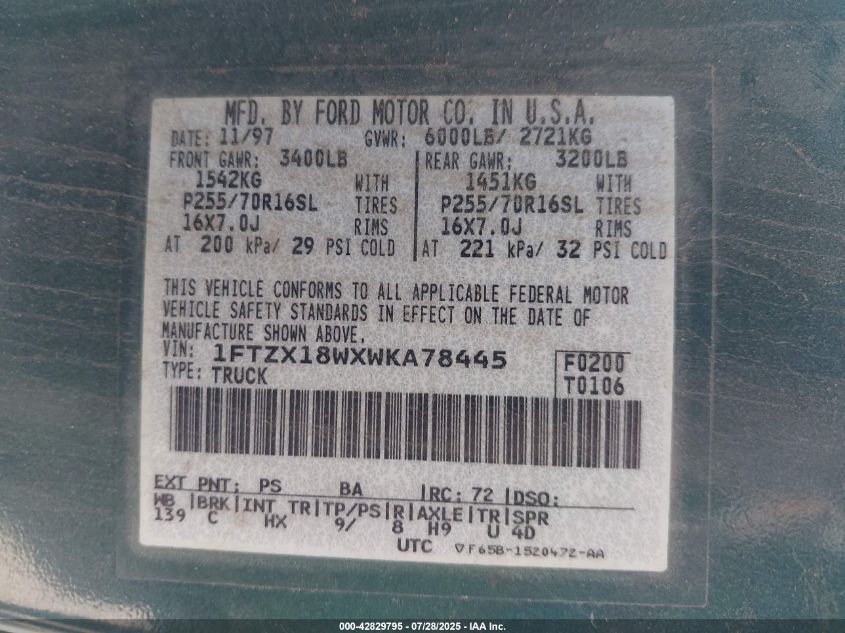 MFD. BY FORD MOTOR CO. IN U.S.A.
DATE: 11/97 GVWR: 6000LB/ 2721KG
FRONT GAWR: 3400LB REAR GAWR: 3200LB
1542KG WITH 1451KG WITH
P255/70R16SL TIRES P255/70R16SL TIRES
16X7.0J RIMS 16X7.0J RIMS
AT 200 kPa/ 29 PSI COLD AT 221 kPa/ 32 PSI COLD
THIS VEHICLE CONFORMS TO ALL APPLICABLE FEDERAL MOTOR
VEHICLE SAFETY STANDARDS IN EFFECT ON THE DATE OF
MANUFACTURE SHOWN ABOVE.
VIN: 1FTZX18WXWKA78445 F0200
TYPE: TRUCK T0106
EXT PNT: PS BA RC: 72 DSO:
WB BRK INT TR TP/PS R AXLE TR SPR
139 C HX 9/ 8 H9 U 4D
UTC F65B-1520472-AA
000-42829795 - 07/28/2025 - IAA Inc.